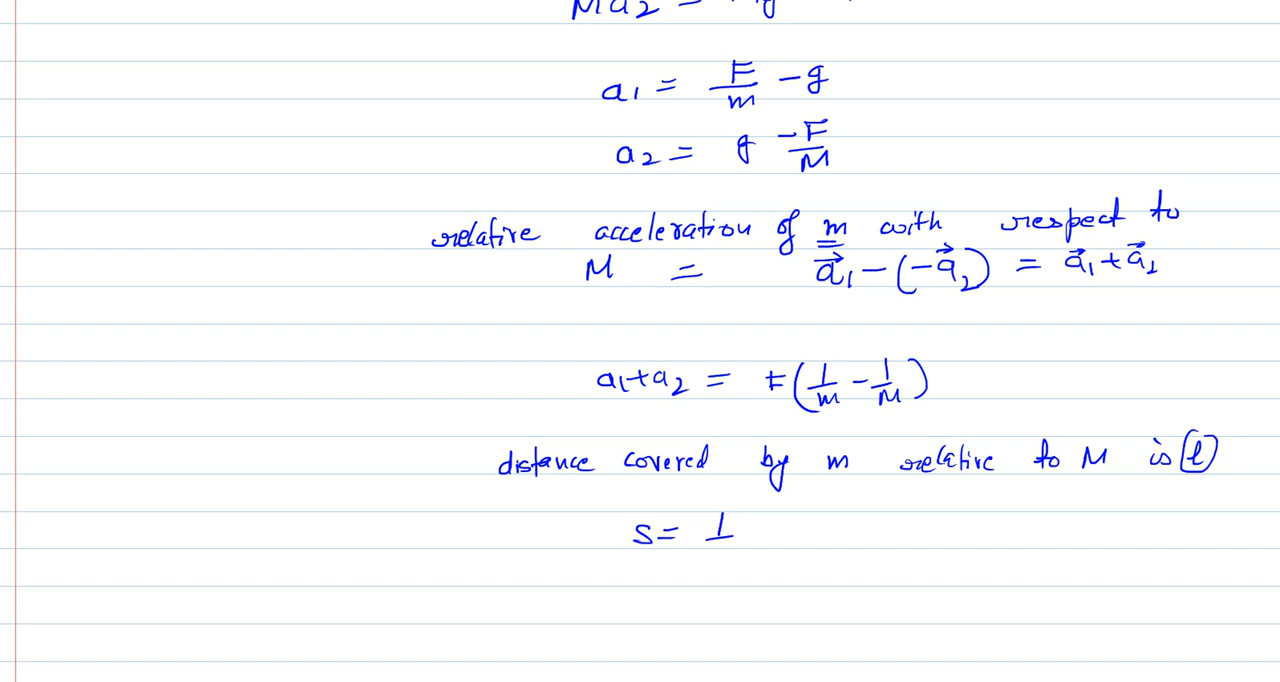 Ma2 =
a1 = F/m - g
a2 = g - F/M
relative acceleration of m with respect to
M = a⃗1 - (-a⃗2) = a⃗1 + a⃗2
a1 + a2 = F(1/m - 1/M)
distance covered by m relative to M is (l)
s = 1